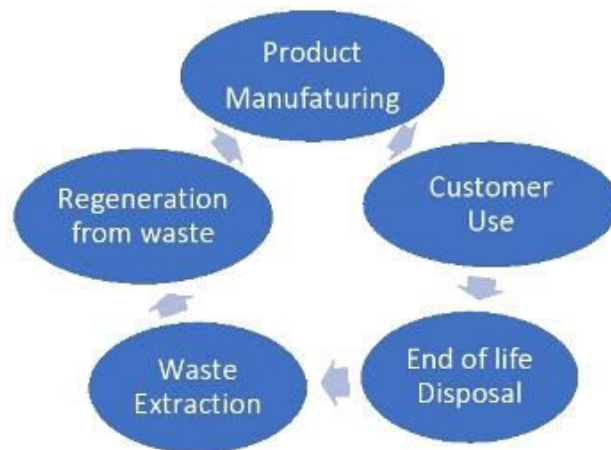 Product
Manufaturing
Customer
Use
End of life
Disposal
Waste
Extraction
Regeneration
from waste